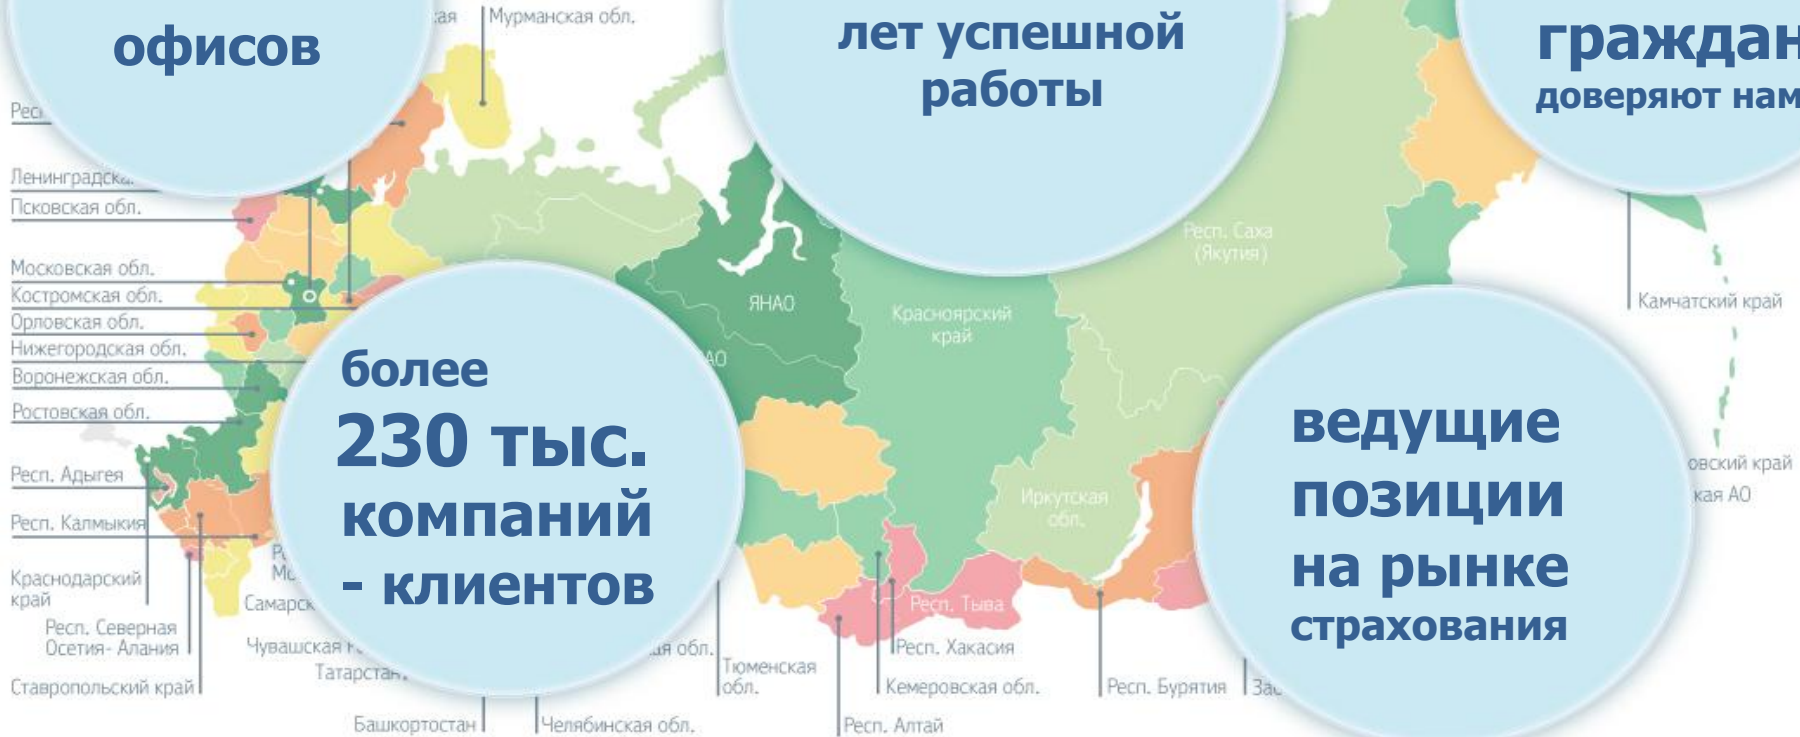 офисов
лет успешной
работы
граждан
доверяют нам
Мурманская обл.
Псковская обл.
Московская обл.
Костромская обл.
Орловская обл.
Нижегородская обл.
Воронежская обл.
Ростовская обл.
Респ. Адыгея
Респ. Калмыкия
Краснодарский
край
Респ. Северная
Осетия- Алания
Ставропольский край
более
230 тыс.
компаний
- клиентов
ЯНАО
АО
Красноярский
край
Респ. Саха
(Якутия)
Иркутская
обл.
Респ. Тыва
Камчатский край
ведущие
позиции
на рынке
страхования
кая АО
Чувашская
Башкортостан
Челябинская обл.
Тюменская
обл.
Респ. Хакасия
Кемеровская обл.
Респ. Алтай
Респ. Бурятия